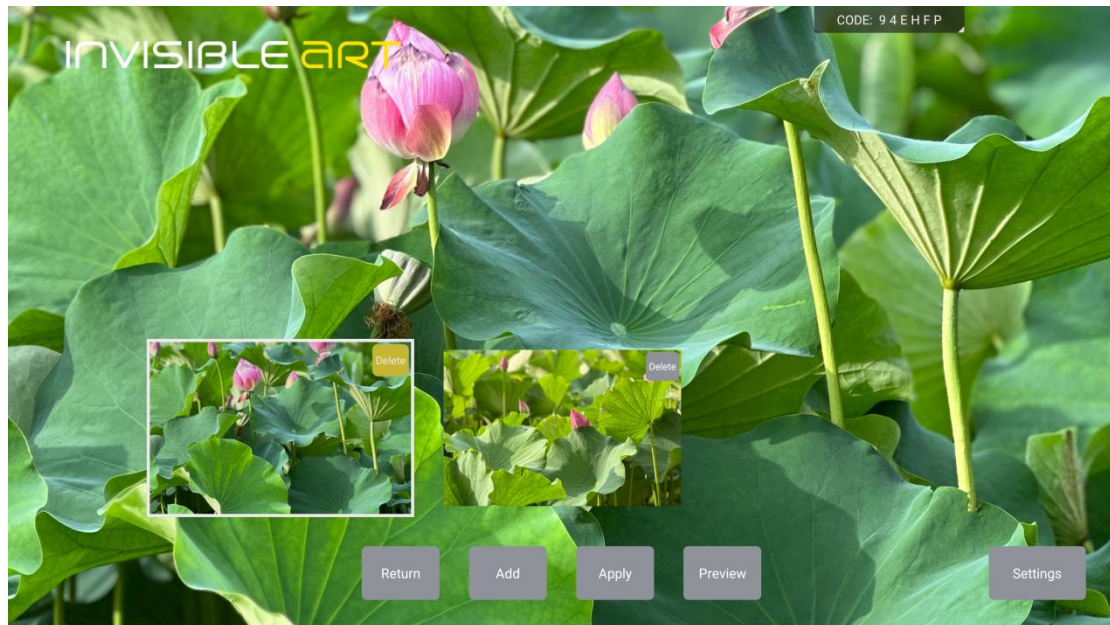 INVISIBLE ART
CODE: 94EHFP
Delete
Delete
Return
Add
Apply
Preview
Settings